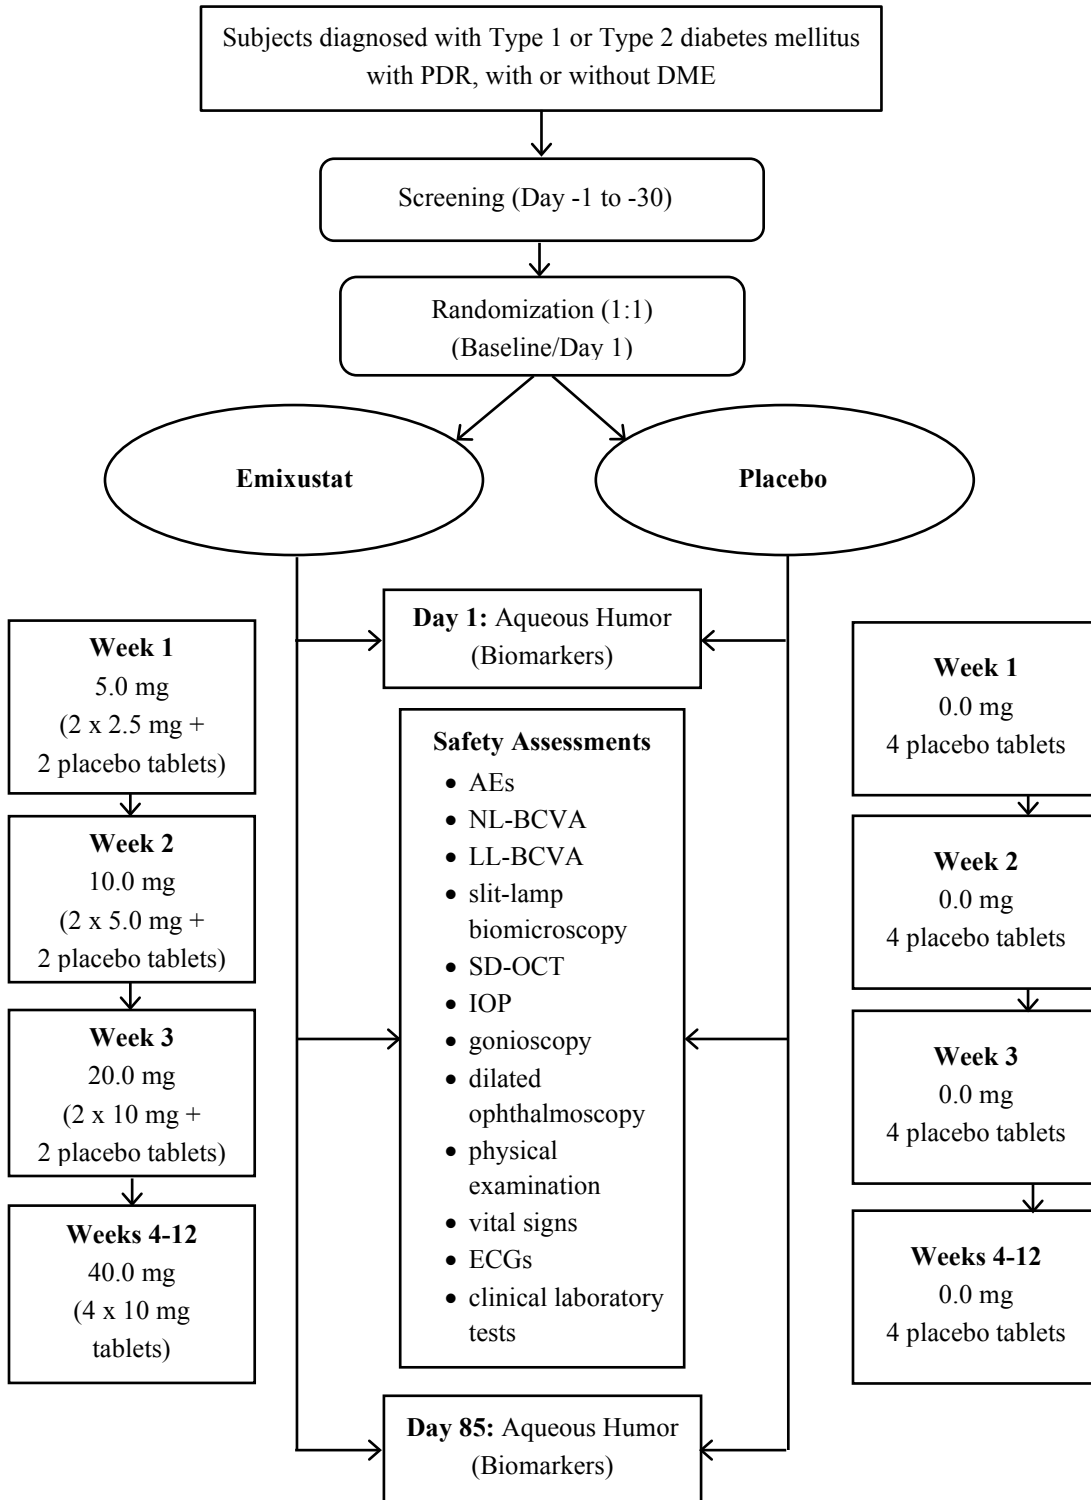 Subjects diagnosed with Type 1 or Type 2 diabetes mellitus
with PDR, with or without DME
Screening (Day -1 to -30)
Randomization (1:1)
(Baseline/Day 1)
Emixustat
Placebo
Day 1: Aqueous Humor
(Biomarkers)
Week 1
5.0 mg
(2 x 2.5 mg +
2 placebo tablets)
Week 2
10.0 mg
(2 x 5.0 mg +
2 placebo tablets)
Week 3
20.0 mg
(2 x 10 mg +
2 placebo tablets)
Weeks 4-12
40.0 mg
(4 x 10 mg
tablets)
Safety Assessments
• AEs
• NL-BCVA
• LL-BCVA
• slit-lamp
biomicroscopy
• SD-OCT
• IOP
• gonioscopy
• dilated
ophthalmoscopy
• physical
examination
• vital signs
• ECGs
• clinical laboratory
tests
Week 1
0.0 mg
4 placebo tablets
Week 2
0.0 mg
4 placebo tablets
Week 3
0.0 mg
4 placebo tablets
Weeks 4-12
0.0 mg
4 placebo tablets
Day 85: Aqueous Humor
(Biomarkers)